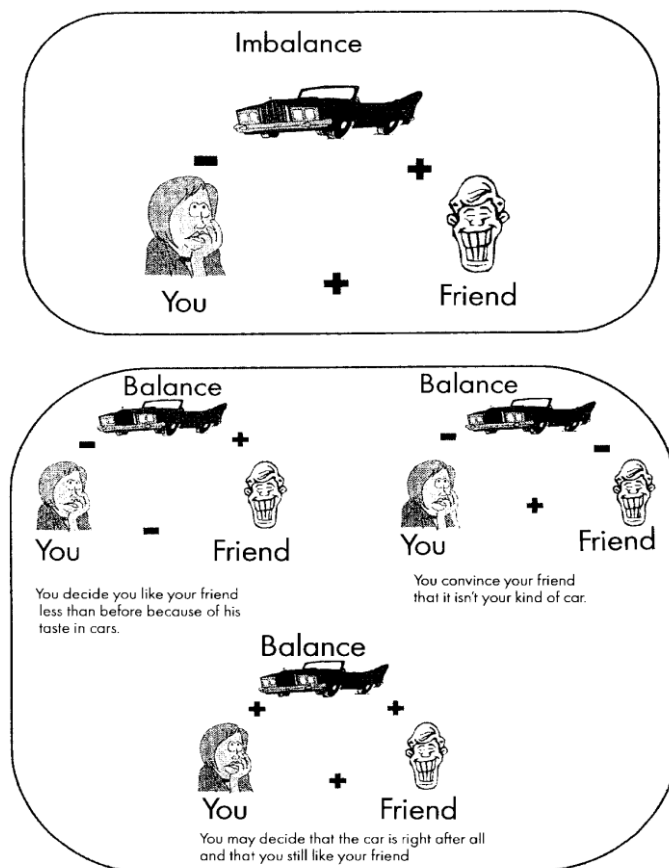 Imbalance
-
+
You
+
Friend
Balance
Balance
-
+
-
-
You
-
Friend
You
+
Friend
You decide you like your friend
less than before because of his
taste in cars.
You convince your friend
that it isn't your kind of car.
Balance
+
+
You
+
Friend
You may decide that the car is right after all
and that you still like your friend